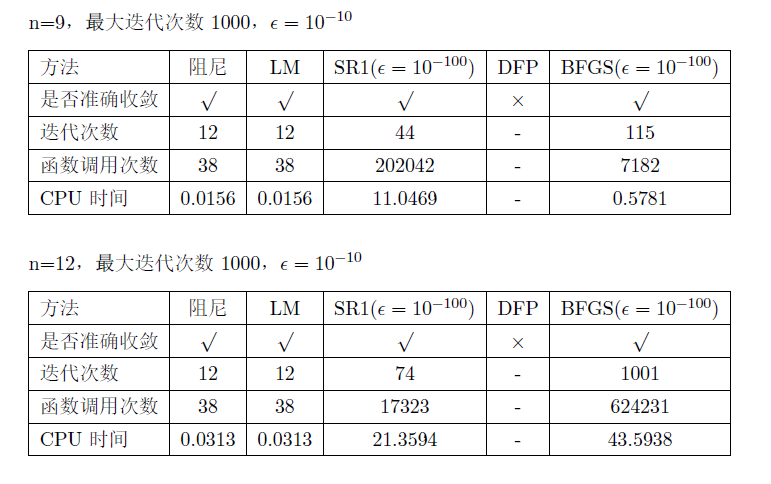 n=9，最大迭代次数 1000，ϵ = 10^{-10}
方法 阻尼 LM SR1(ϵ = 10^{-100}) DFP BFGS(ϵ = 10^{-100})
是否准确收敛 √ √ √ × √
迭代次数 12 12 44 - 115
函数调用次数 38 38 202042 - 7182
CPU 时间 0.0156 0.0156 11.0469 - 0.5781
n=12，最大迭代次数 1000，ϵ = 10^{-10}
方法 阻尼 LM SR1(ϵ = 10^{-100}) DFP BFGS(ϵ = 10^{-100})
是否准确收敛 √ √ √ × √
迭代次数 12 12 74 - 1001
函数调用次数 38 38 17323 - 624231
CPU 时间 0.0313 0.0313 21.3594 - 43.5938